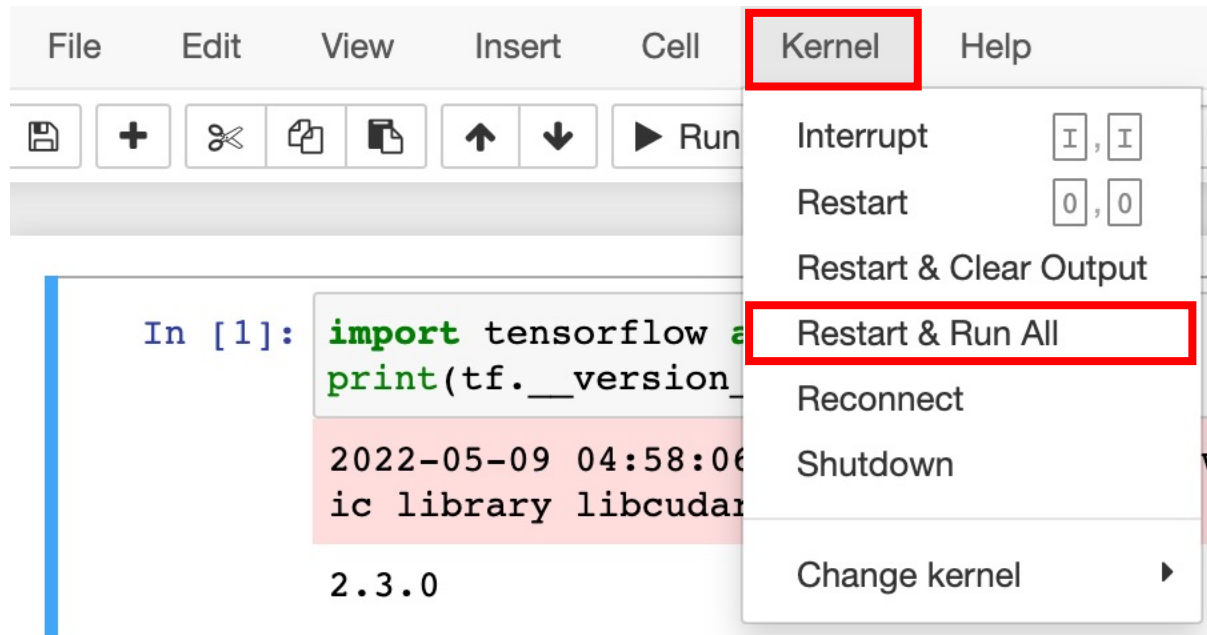 File Edit View Insert Cell Kernel Help
Run
Interrupt I,I
Restart 0,0
Restart & Clear Output
Restart & Run All
Reconnect
Shutdown
Change kernel
In [1]: import tensorflow
print(tf.__version_
2022-05-09 04:58:06
ic library libcudar
2.3.0